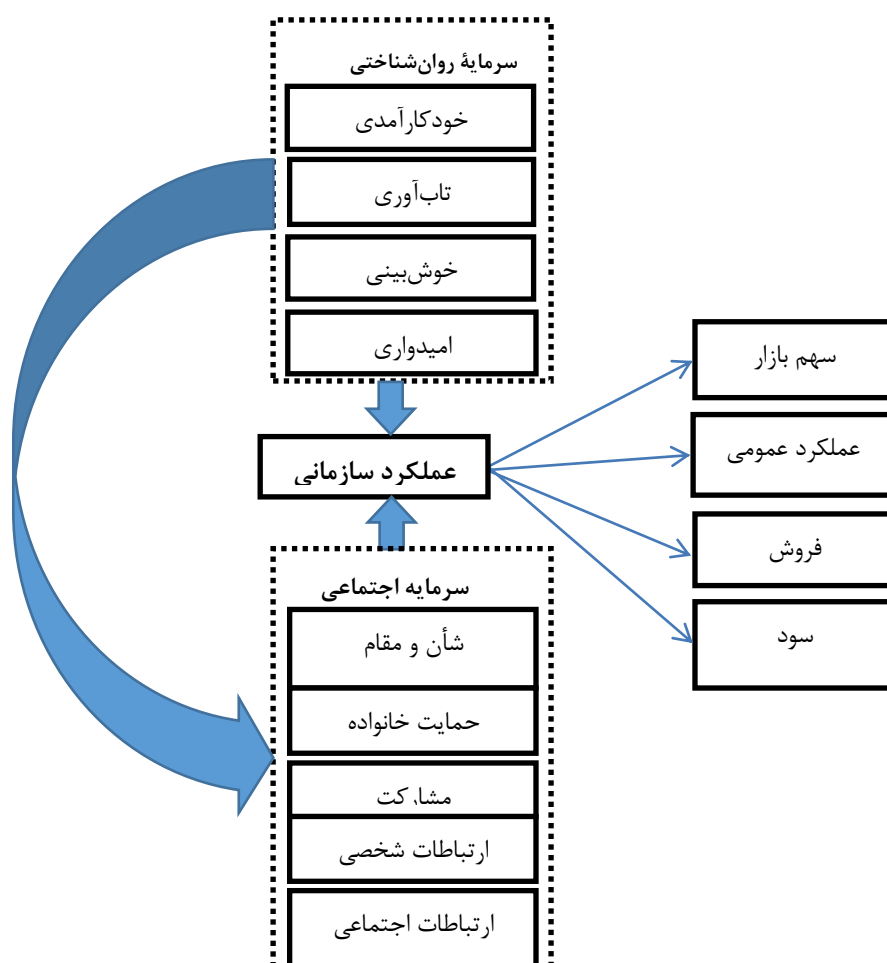 سرمایۀ روان‌شناختی
خودکارآمدی
تاب‌آوری
خوش‌بینی
امیدواری
عملکرد سازمانی
سهم بازار
عملکرد عمومی
فروش
سود
سرمایه اجتماعی
شأن و مقام
حمایت خانواده
مشارکت
ارتباطات شخصی
ارتباطات اجتماعی